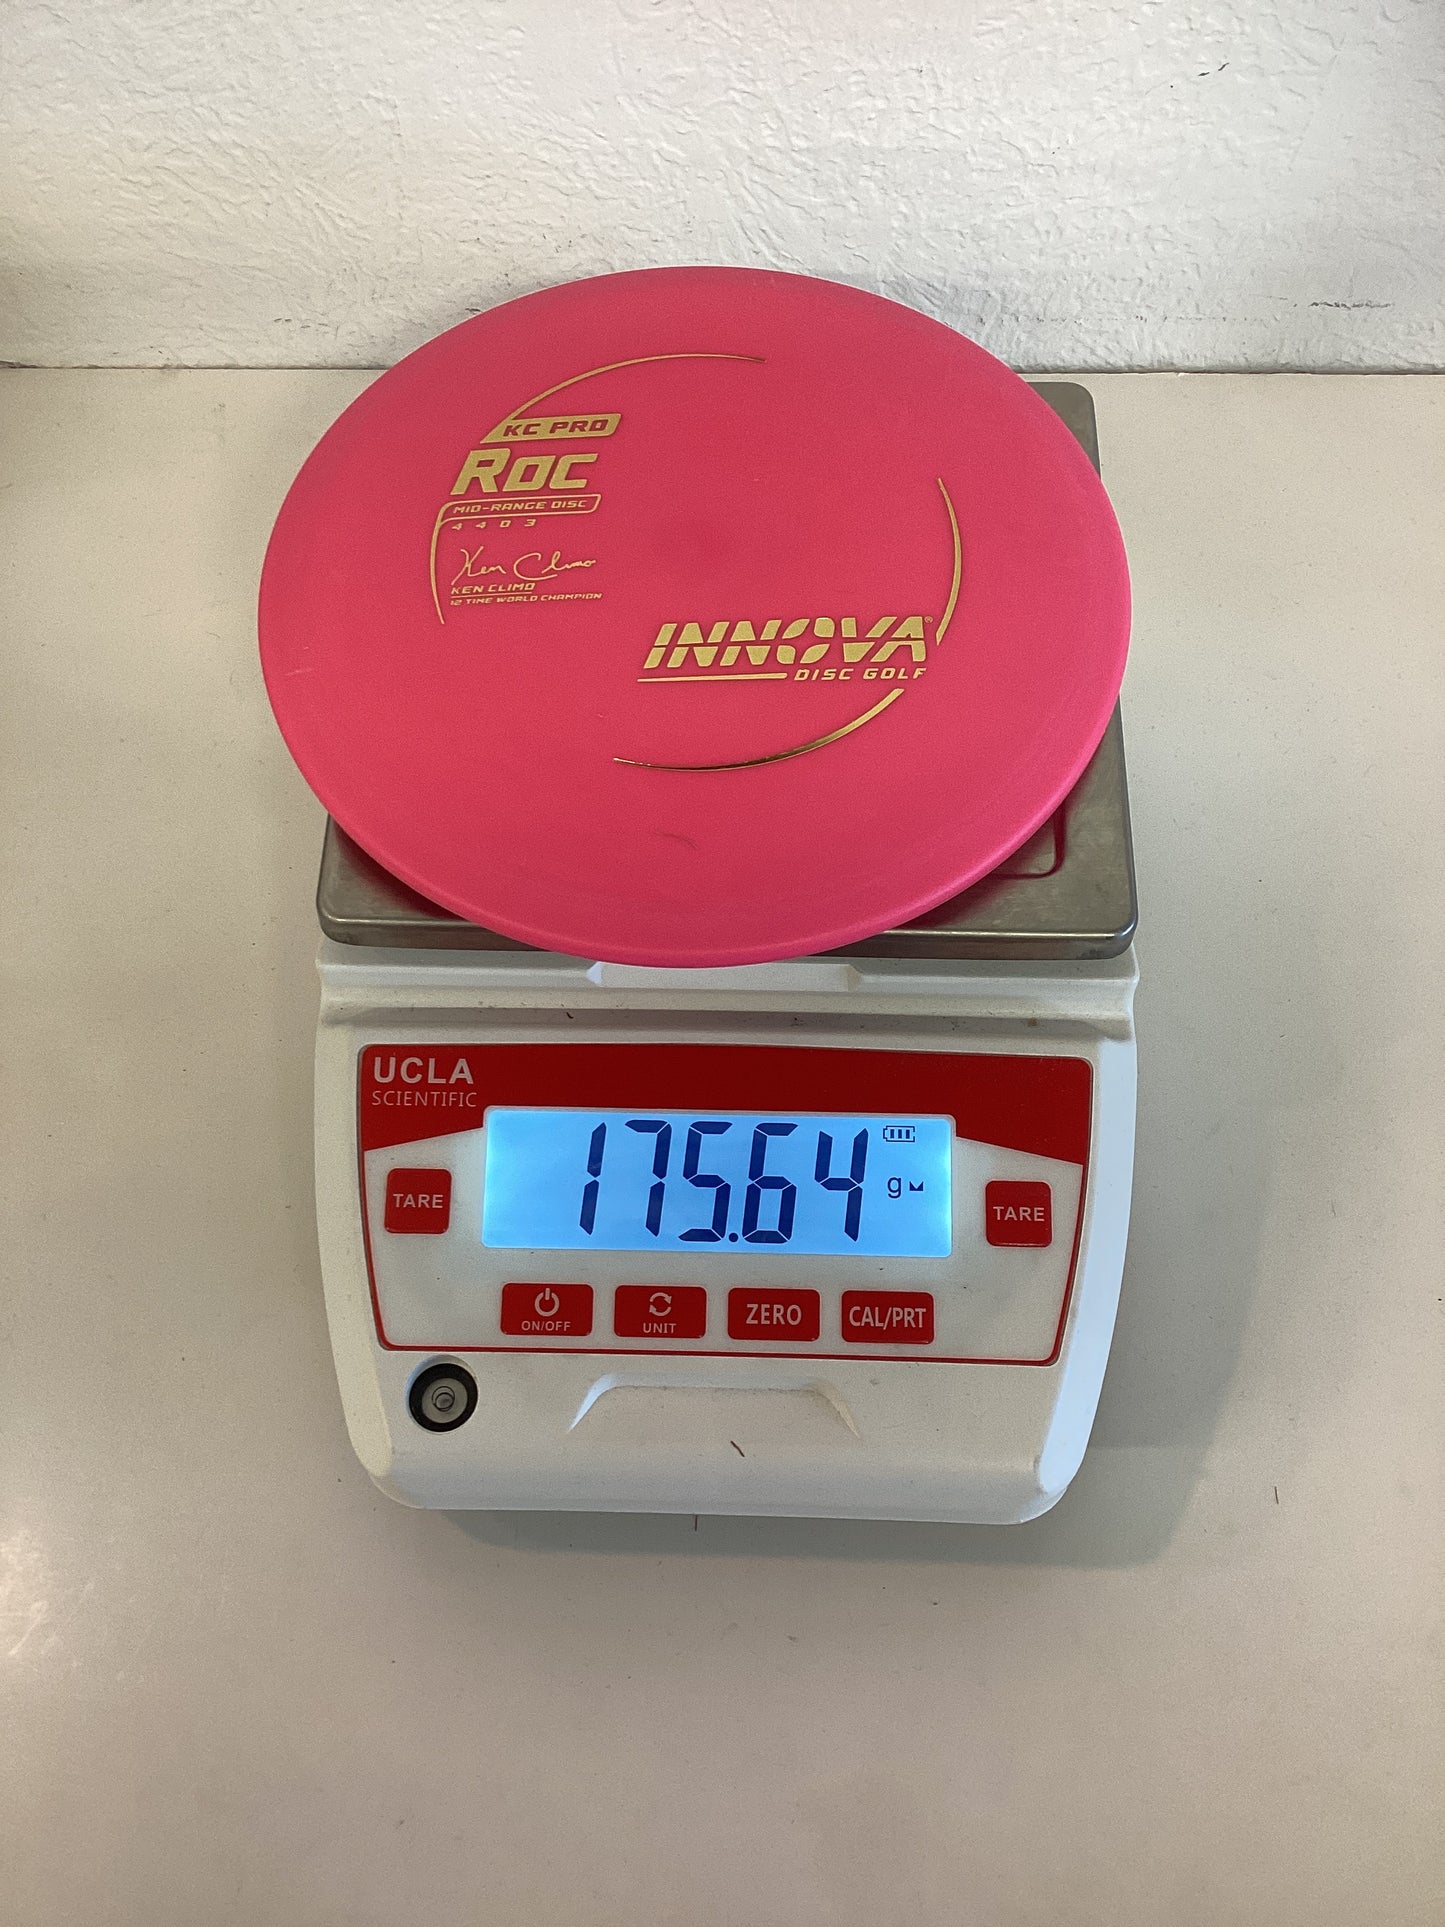 KC PRO
ROC
MID-RANGE DISC
4 4 0 3
Ken Climo
KEN CLIMO
12 TIME WORLD CHAMPION
INNOVA®
DISC GOLF
UCLA
SCIENTIFIC
175.64 g
TARE
TARE
ON/OFF
UNIT
ZERO
CAL/PRT